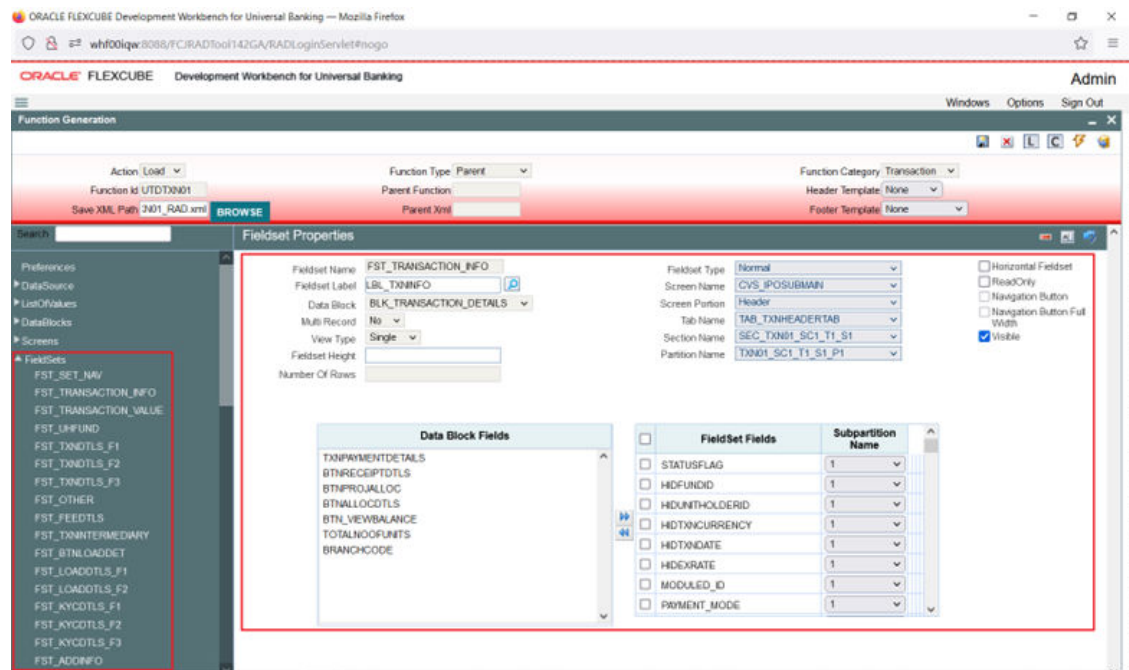 ORACLE FLEXCUBE Development Workbench for Universal Banking — Mozilla Firefox
whf00iqw:8088/FCJRADTool142GA/RADLoginServlet#nogo
ORACLE FLEXCUBE Development Workbench for Universal Banking Admin
Windows Options Sign Out
Function Generation
L C
Action Load Function Type Parent Function Category Transaction
Function Id UTDTXN01 Parent Function Header Template None
Save XML Path 3N01_RAD.xml BROWSE Parent Xml Footer Template None
Search Fieldset Properties
Preferences
DataSource
ListOfValues
DataBlocks
Screens
FieldSets
FST_SET_NAV
FST_TRANSACTION_INFO
FST_TRANSACTION_VALUE
FST_UHFUND
FST_TXNDTLS_F1
FST_TXNDTLS_F2
FST_TXNDTLS_F3
FST_OTHER
FST_FEEDTLS
FST_TXNINTERMEDIARY
FST_BTNLOADDET
FST_LOADDTLS_F1
FST_LOADDTLS_F2
FST_KYCDTLS_F1
FST_KYCDTLS_F2
FST_KYCDTLS_F3
FST_ADDINFO
Fieldset Name FST_TRANSACTION_INFO
Fieldset Label LBL_TXNINFO
Data Block BLK_TRANSACTION_DETAILS
Multi Record No
View Type Single
Fieldset Height
Number Of Rows
Fieldset Type Normal
Screen Name CVS_IPOSUBMAIN
Screen Portion Header
Tab Name TAB_TXNHEADERTAB
Section Name SEC_TXN01_SC1_T1_S1
Partition Name TXN01_SC1_T1_S1_P1
Horizontal Fieldset
ReadOnly
Navigation Button
Navigation Button Full
Width
Visible
Data Block Fields
TXNPAYMENTDETAILS
BTNRECEIPTDTLS
BTNPROJALLOC
BTNALLOCDTLS
BTN_VIEWBALANCE
TOTALNOOFUNITS
BRANCHCODE
FieldSet Fields Subpartition Name
STATUSFLAG 1
HIDFUNDID 1
HIDUNITHOLDERID 1
HIDTXNCURRENCY 1
HIDTXNDATE 1
HIDEXRATE 1
MODULED_ID 1
PAYMENT_MODE 1